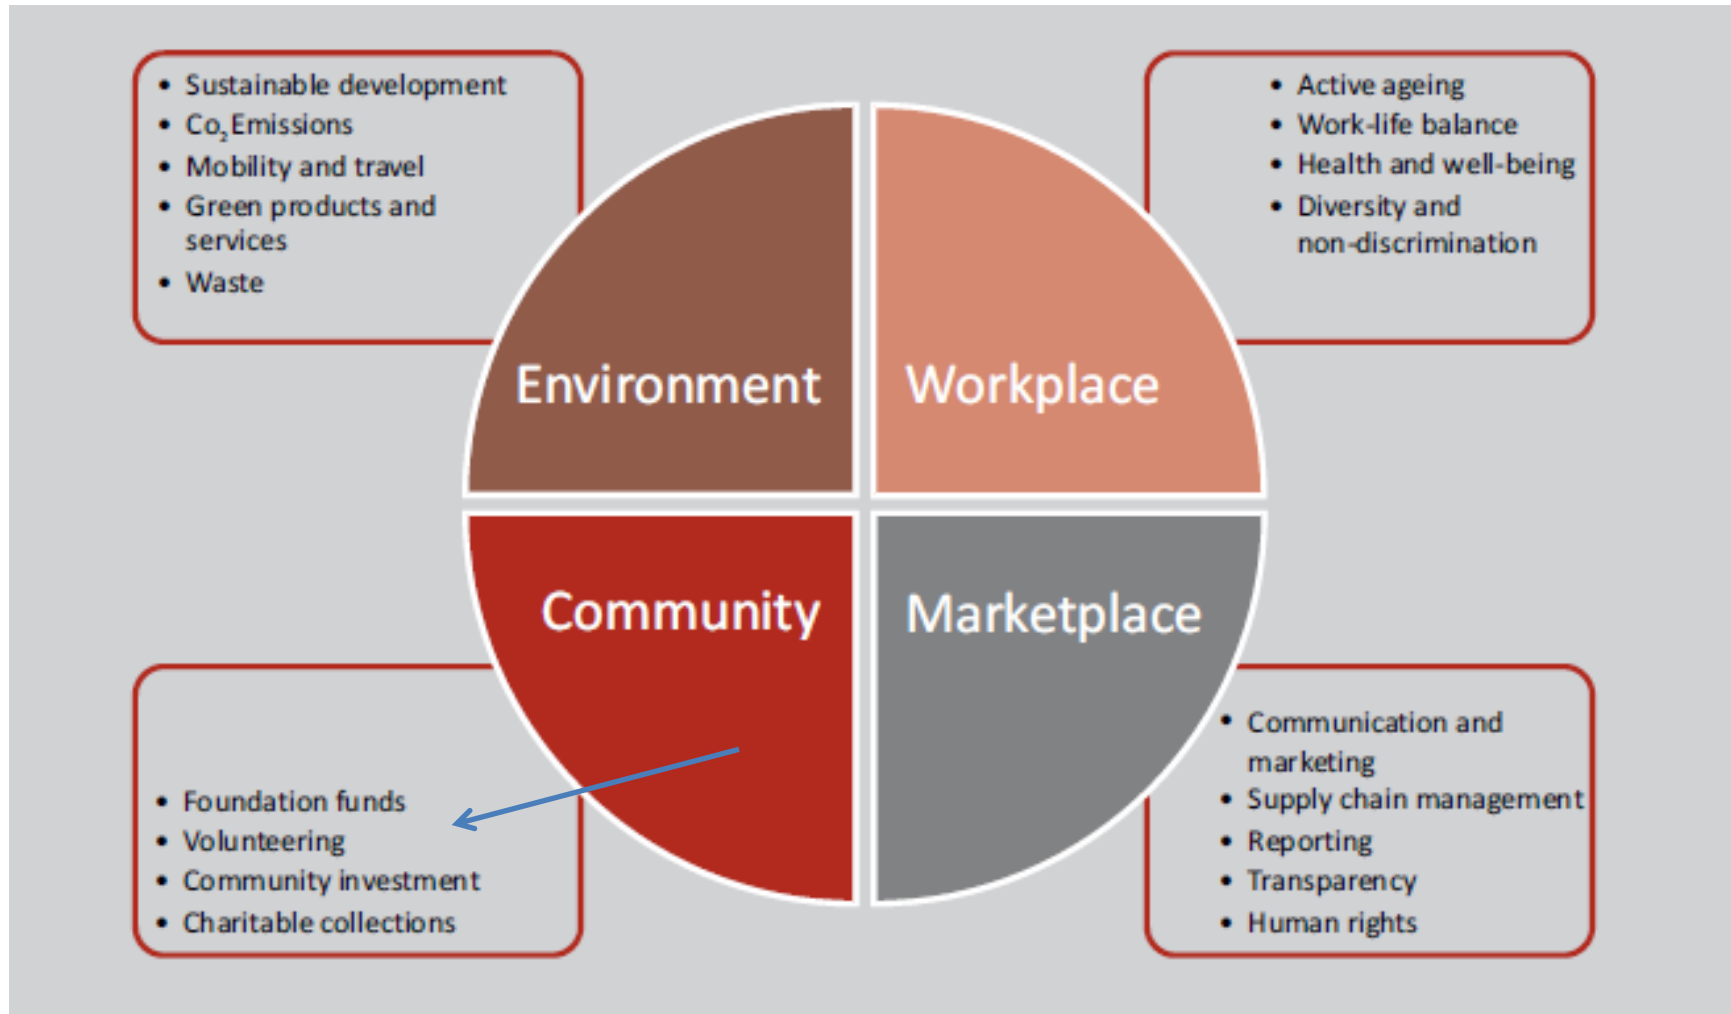 • Sustainable development
• Co₂ Emissions
• Mobility and travel
• Green products and
services
• Waste
• Active ageing
• Work-life balance
• Health and well-being
• Diversity and
non-discrimination
Environment
Workplace
Community
Marketplace
• Foundation funds
• Volunteering
• Community investment
• Charitable collections
• Communication and
marketing
• Supply chain management
• Reporting
• Transparency
• Human rights